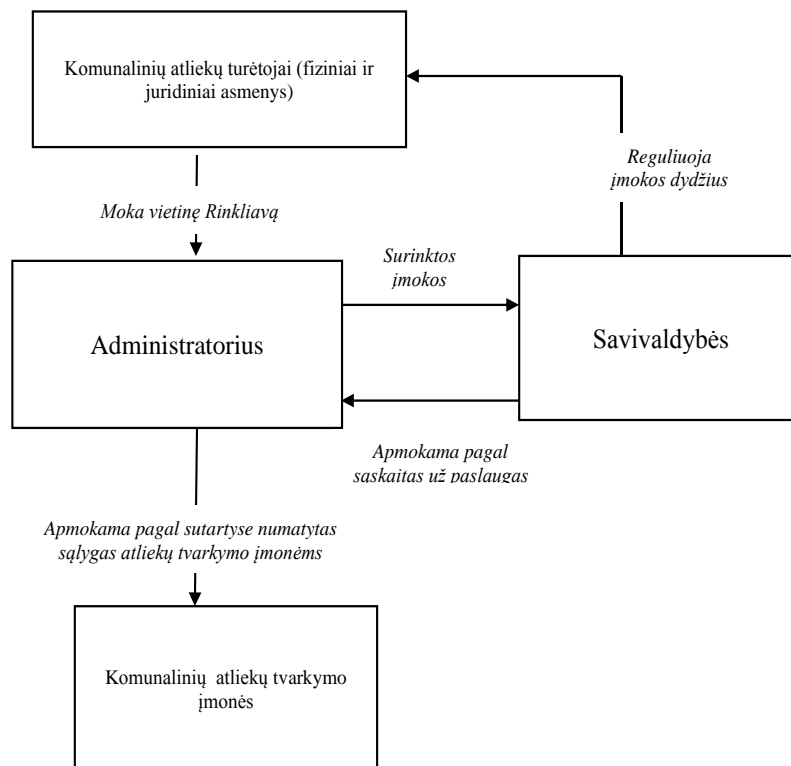 Komunalinių atliekų turėtojai (fiziniai ir
juridiniai asmenys)
Reguliuoja
įmokos dydžius
Moka vietinę Rinkliavą
Surinktos
įmokos
Administratorius
Savivaldybės
Apmokama pagal
sąskaitas už paslaugas
Apmokama pagal sutartyse numatytas
sąlygas atliekų tvarkymo įmonėms
Komunalinių atliekų tvarkymo
įmonės